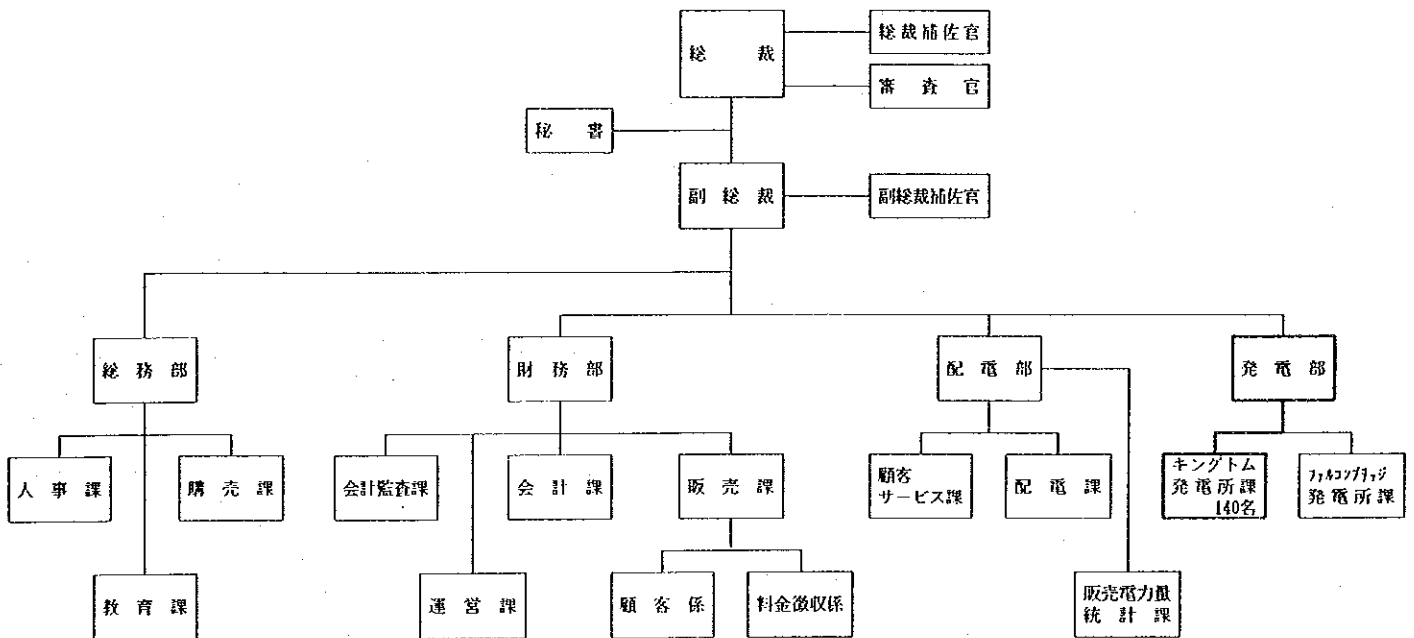 総裁
総裁補佐官
審査官
秘書
副総裁
副総裁補佐官
総務部
財務部
配電部
発電部
人事課
購売課
会計監査課
会計課
販売課
顧客
サービス課
配電課
キングトム
発電所課
140名
ファルコンブリッジ
発電所課
教育課
運営課
顧客係
料金徴収係
販売電力量
統計課